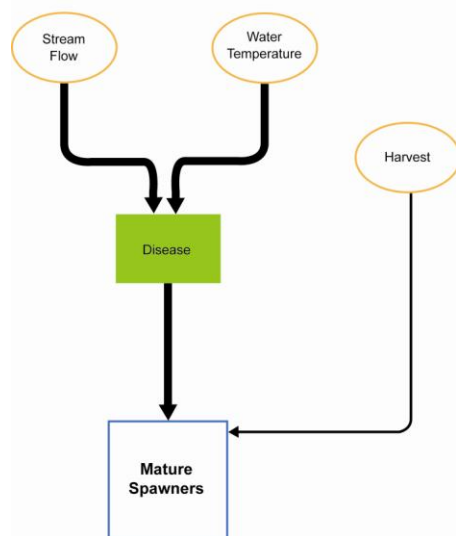 Stream
Flow
Water
Temperature
Harvest
Disease
Mature
Spawners